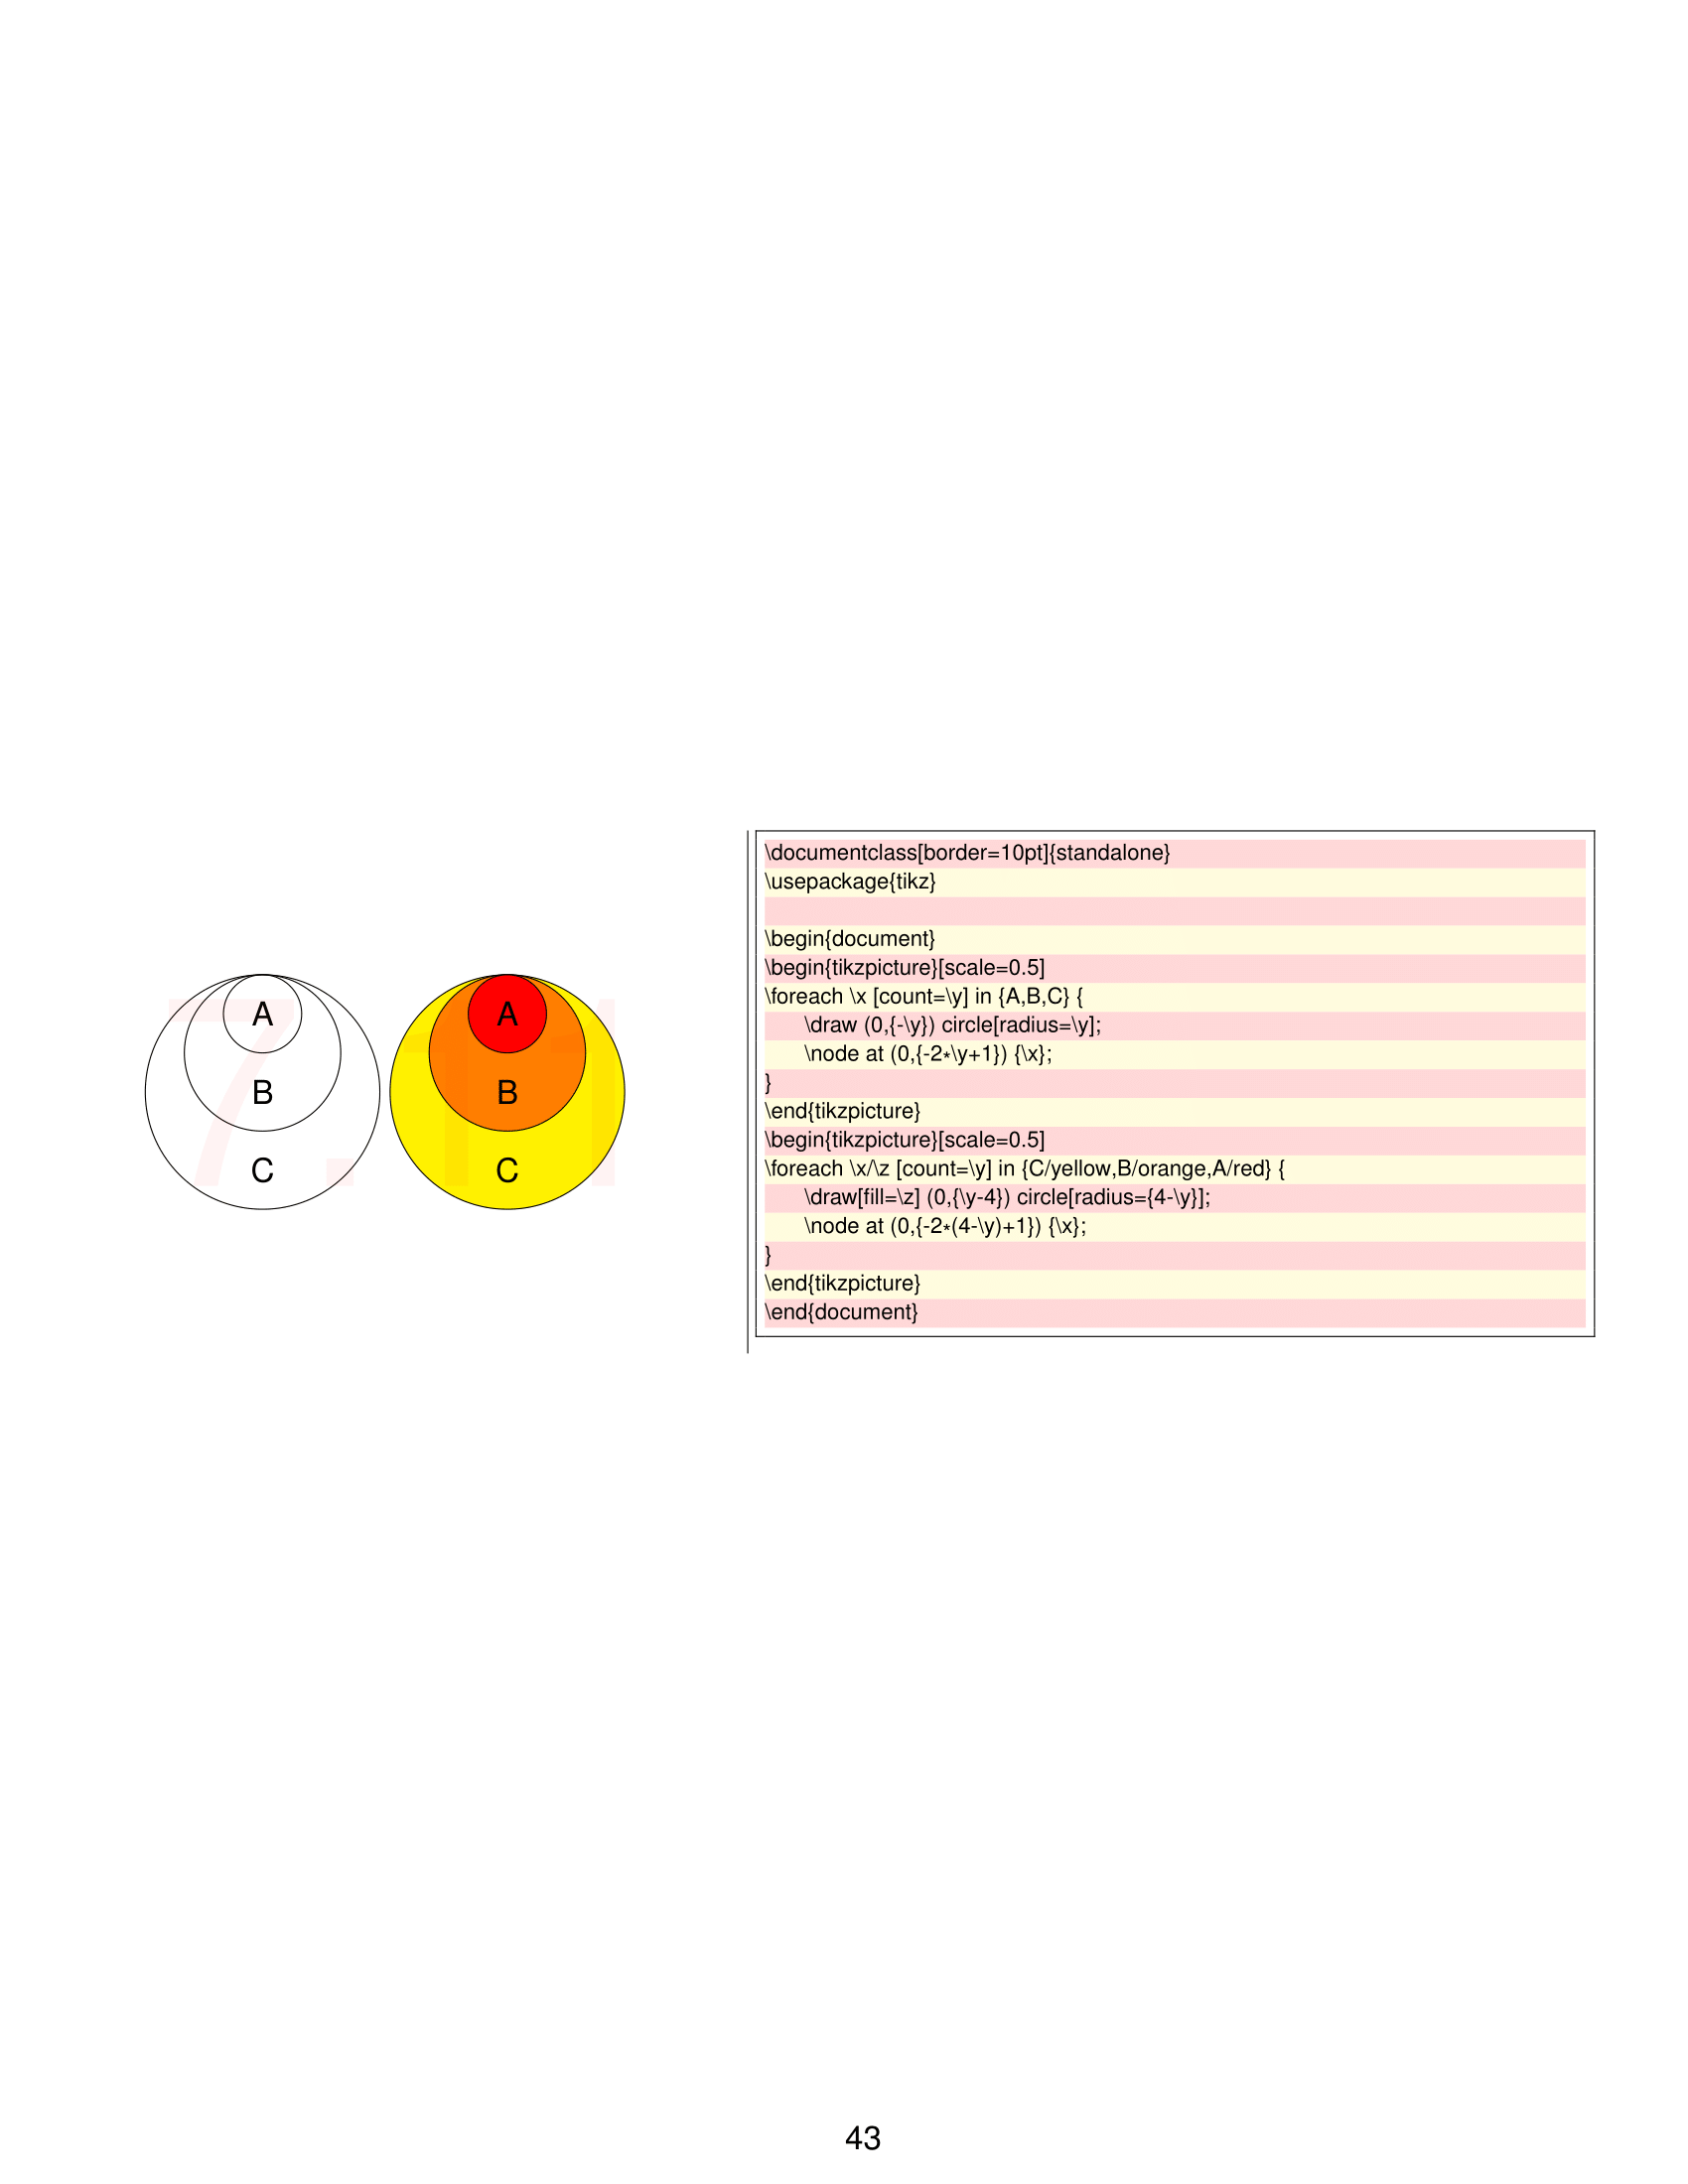 7.11
A
B
C
A
B
C
\documentclass[border=10pt]{standalone}
\usepackage{tikz}
\begin{document}
\begin{tikzpicture}[scale=0.5]
\foreach \x [count=\y] in {A,B,C} {
\draw (0,{-\y}) circle[radius=\y];
\node at (0,{-2*\y+1}) {\x};
}
\end{tikzpicture}
\begin{tikzpicture}[scale=0.5]
\foreach \x/\z [count=\y] in {C/yellow,B/orange,A/red} {
\draw[fill=\z] (0,{\y-4}) circle[radius={4-\y}];
\node at (0,{-2*(4-\y)+1}) {\x};
}
\end{tikzpicture}
\end{document}
43